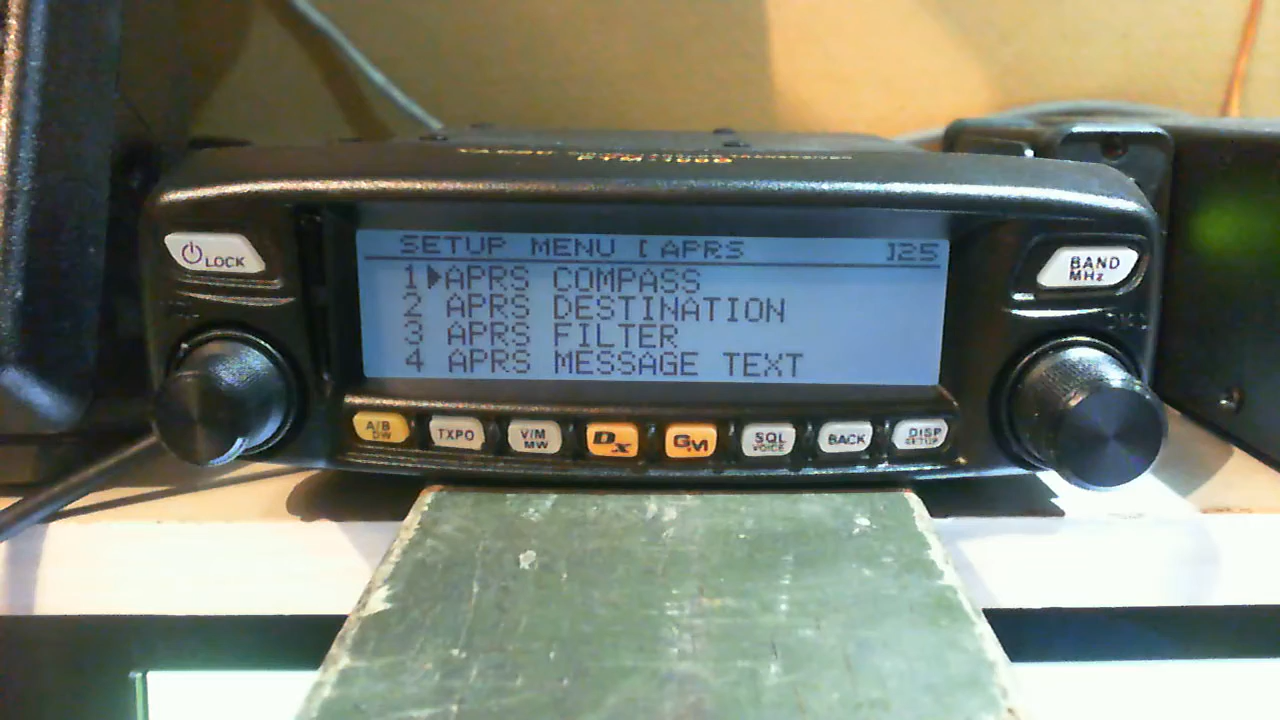 LOCK
SETUP MENU [APRS ]25
1▶APRS COMPASS
2 APRS DESTINATION
3 APRS FILTER
4 APRS MESSAGE TEXT
BAND
MHz
A/B
DW
TXPO
V/M
MW
DX
GM
SQL
VOICE
BACK
DISP
SETUP